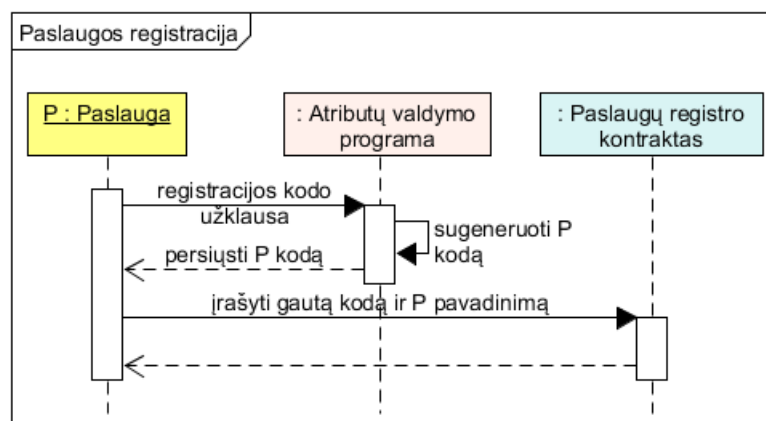 Paslaugos registracija
P : Paslauga
: Atributų valdymo
programa
: Paslaugų registro
kontraktas
registracijos kodo
užklausa
sugeneruoti P
kodą
persiųsti P kodą
įrašyti gautą kodą ir P pavadinimą